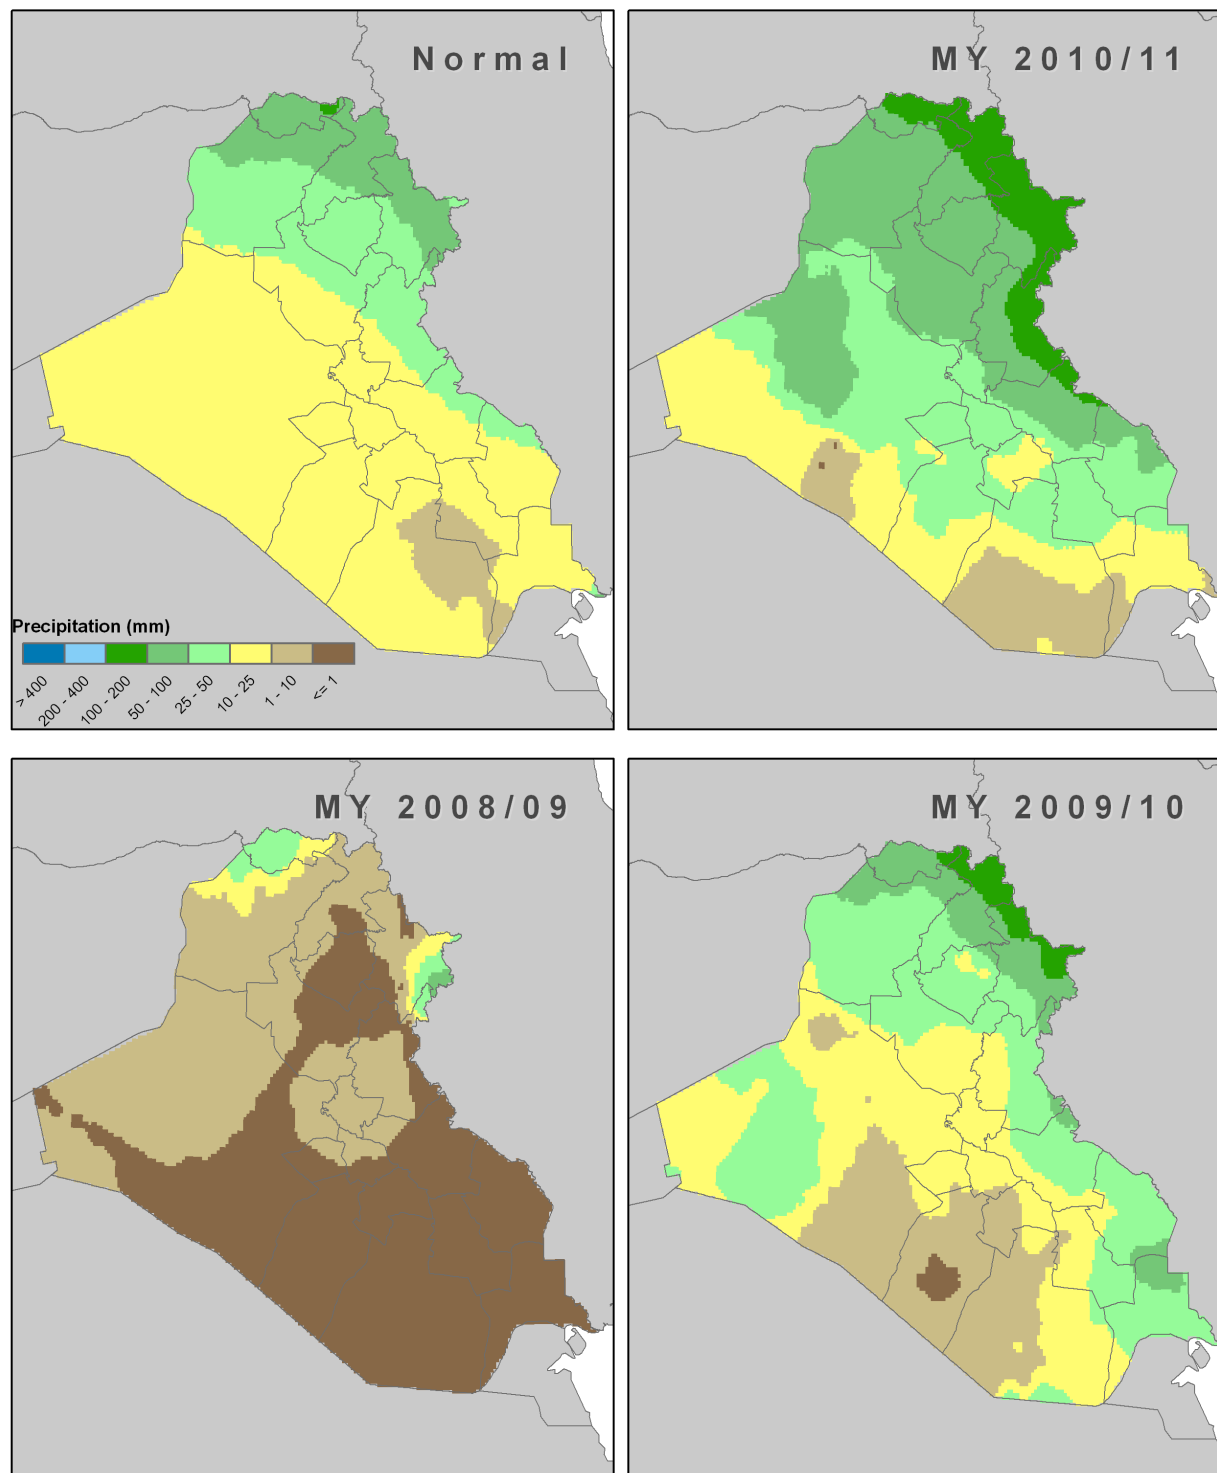 Normal
MY 2010/11
Precipitation (mm)
> 400
200 - 400
100 - 200
50 - 100
25 - 50
10 - 25
1 - 10
<= 1
MY 2008/09
MY 2009/10